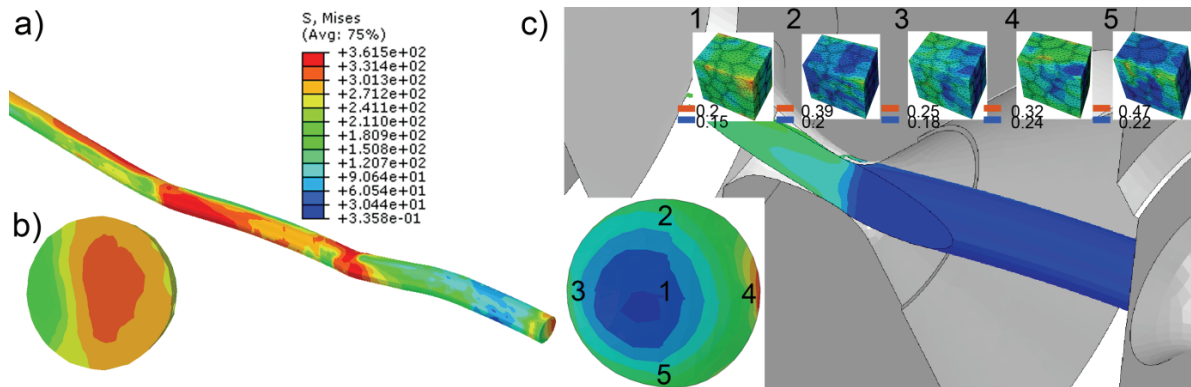 a)
S, Mises
(Avg: 75%)
+3.615e+02
+3.314e+02
+3.013e+02
+2.712e+02
+2.411e+02
+2.110e+02
+1.809e+02
+1.508e+02
+1.207e+02
+9.064e+01
+6.054e+01
+3.044e+01
+3.358e-01
b)
c)
1 2 3 4 5
0.2 0.39 0.25 0.32 0.47
0.15 0.2 0.18 0.24 0.22
2
3 1 4
5